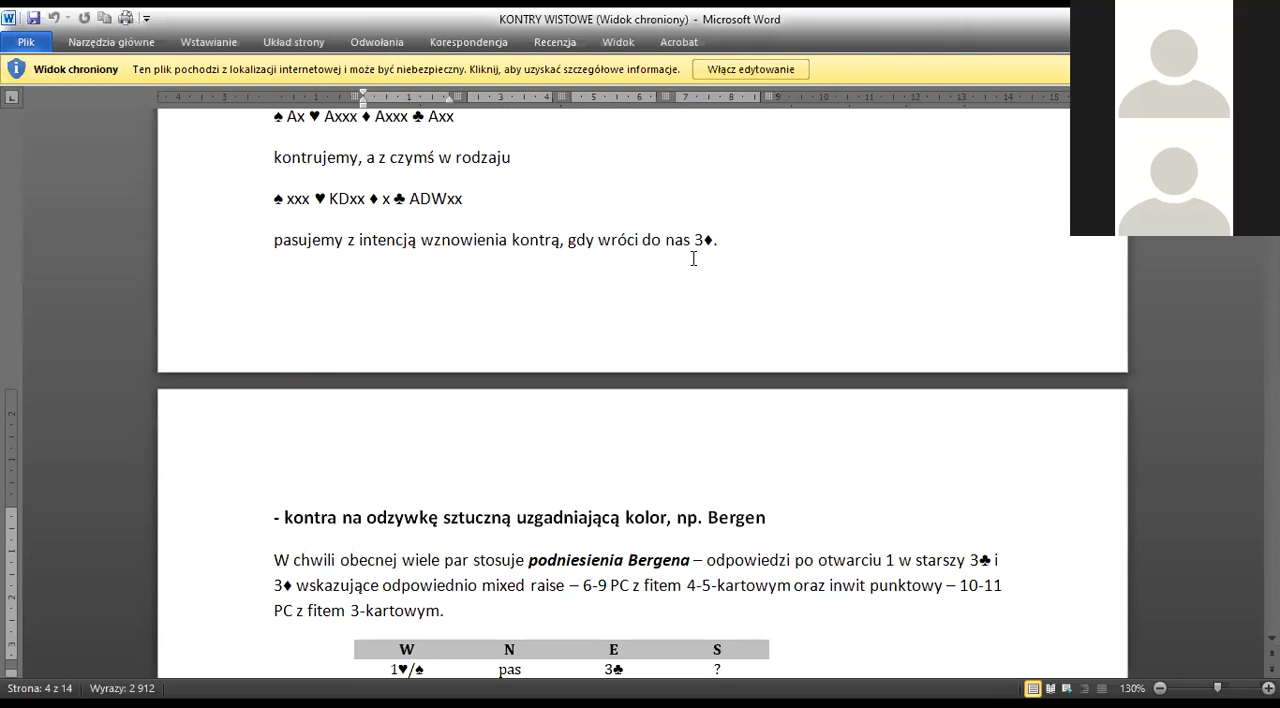 KONTRY WISTOWE (Widok chroniony) - Microsoft Word
Plik Narzędzia główne Wstawianie Układ strony Odwołania Korespondencja Recenzja Widok Acrobat
Widok chroniony Ten plik pochodzi z lokalizacji internetowej i może być niebezpieczny. Kliknij, aby uzyskać szczegółowe informacje. Włącz edytowanie
♠ Ax ♥ Axxx ♦ Axxx ♣ Axx
kontrujemy, a z czymś w rodzaju
♠ xxx ♥ KDxx ♦ x ♣ ADWxx
pasujemy z intencją wznowienia kontrą, gdy wróci do nas 3♦.
- kontra na odzywkę sztuczną uzgadniającą kolor, np. Bergen
W chwili obecnej wiele par stosuje podniesienia Bergena – odpowiedzi po otwarciu 1 w starszy 3♣ i
3♦ wskazujące odpowiednio mixed raise – 6-9 PC z fitem 4-5-kartowym oraz inwit punktowy – 10-11
PC z fitem 3-kartowym.
W N E S
1♥/♠ pas 3♣ ?
Strona: 4 z 14 Wyrazy: 2 912 130%